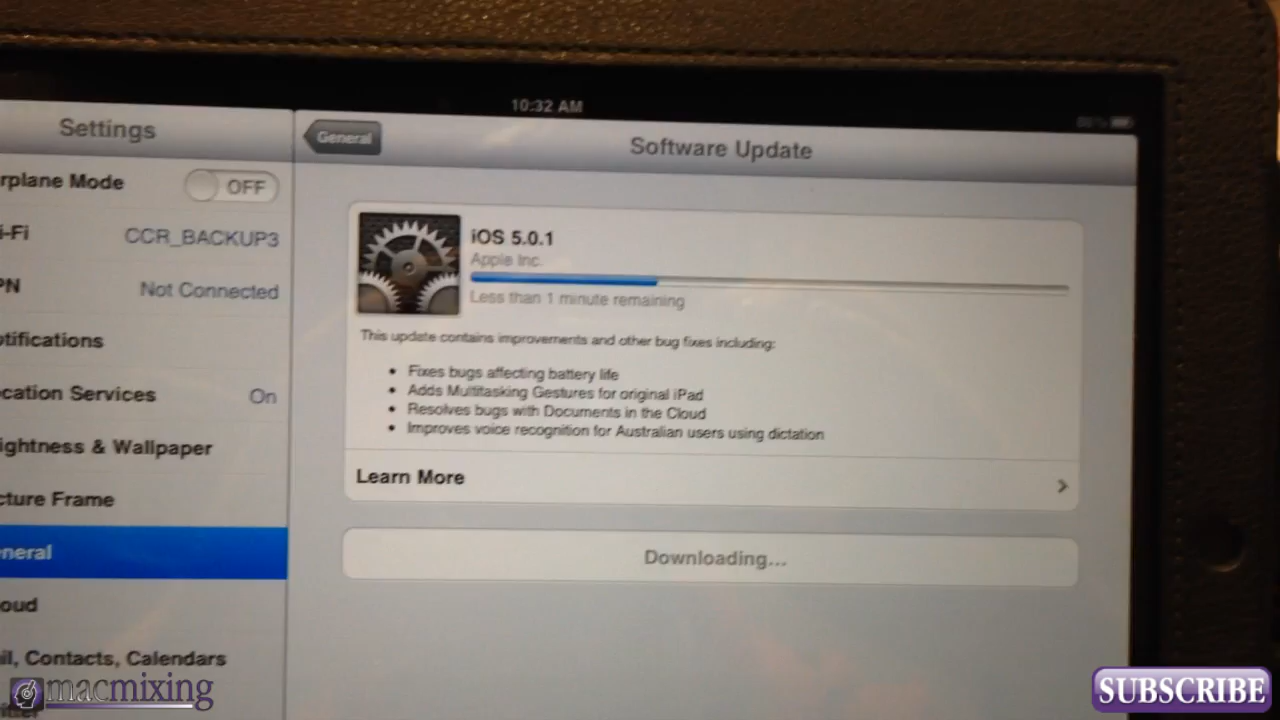 10:32 AM
Settings
General
Software Update
rplane Mode
OFF
i-Fi
CCR_BACKUP3
PN
Not Connected
otifications
ocation Services
On
ightness & Wallpaper
cture Frame
neral
oud
il, Contacts, Calendars
iOS 5.0.1
Apple Inc.
Less than 1 minute remaining
This update contains improvements and other bug fixes including:
• Fixes bugs affecting battery life
• Adds Multitasking Gestures for original iPad
• Resolves bugs with Documents in the Cloud
• Improves voice recognition for Australian users using dictation
Learn More
Downloading...
macmixing
SUBSCRIBE